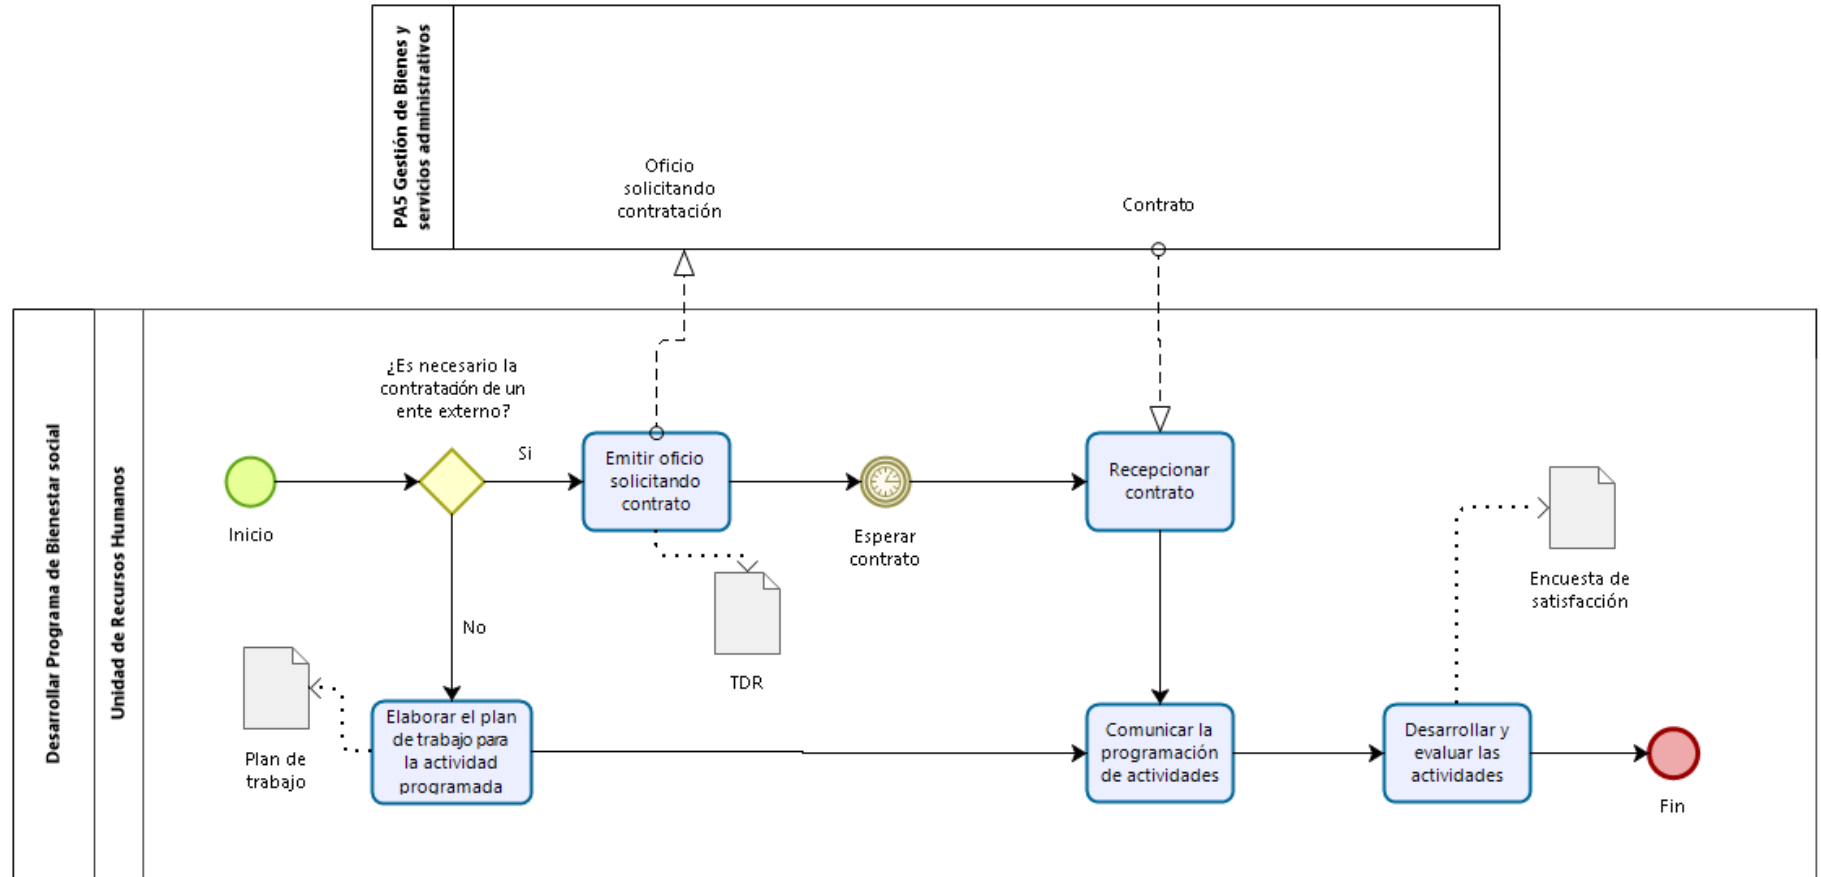 PA5 Gestión de Bienes y
servicios administrativos
Oficio
solicitando
contratación
Contrato
Desarrollar Programa de Bienestar social
Unidad de Recursos Humanos
¿Es necesario la
contratación de un
ente externo?
Si
Inicio
Emitir oficio
solicitando
contrato
Esperar
contrato
Recepcionar
contrato
Encuesta de
satisfacción
No
TDR
Plan de
trabajo
Elaborar el plan
de trabajo para
la actividad
programada
Comunicar la
programación
de actividades
Desarrollar y
evaluar las
actividades
Fin